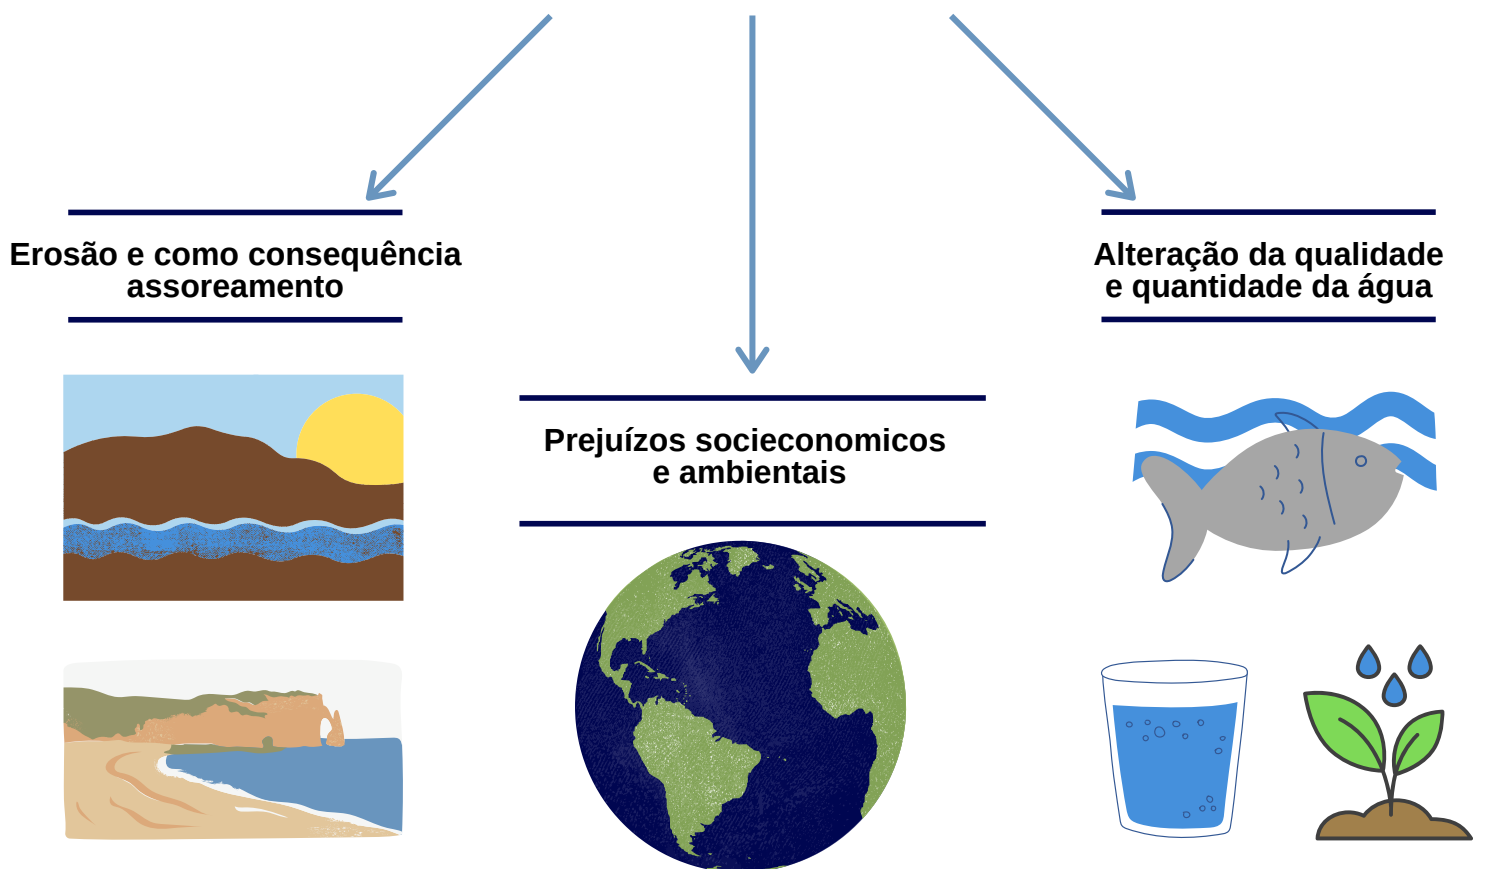 Erosão e como consequência
assoreamento
Alteração da qualidade
e quantidade da água
Prejuízos socieconomicos
e ambientais